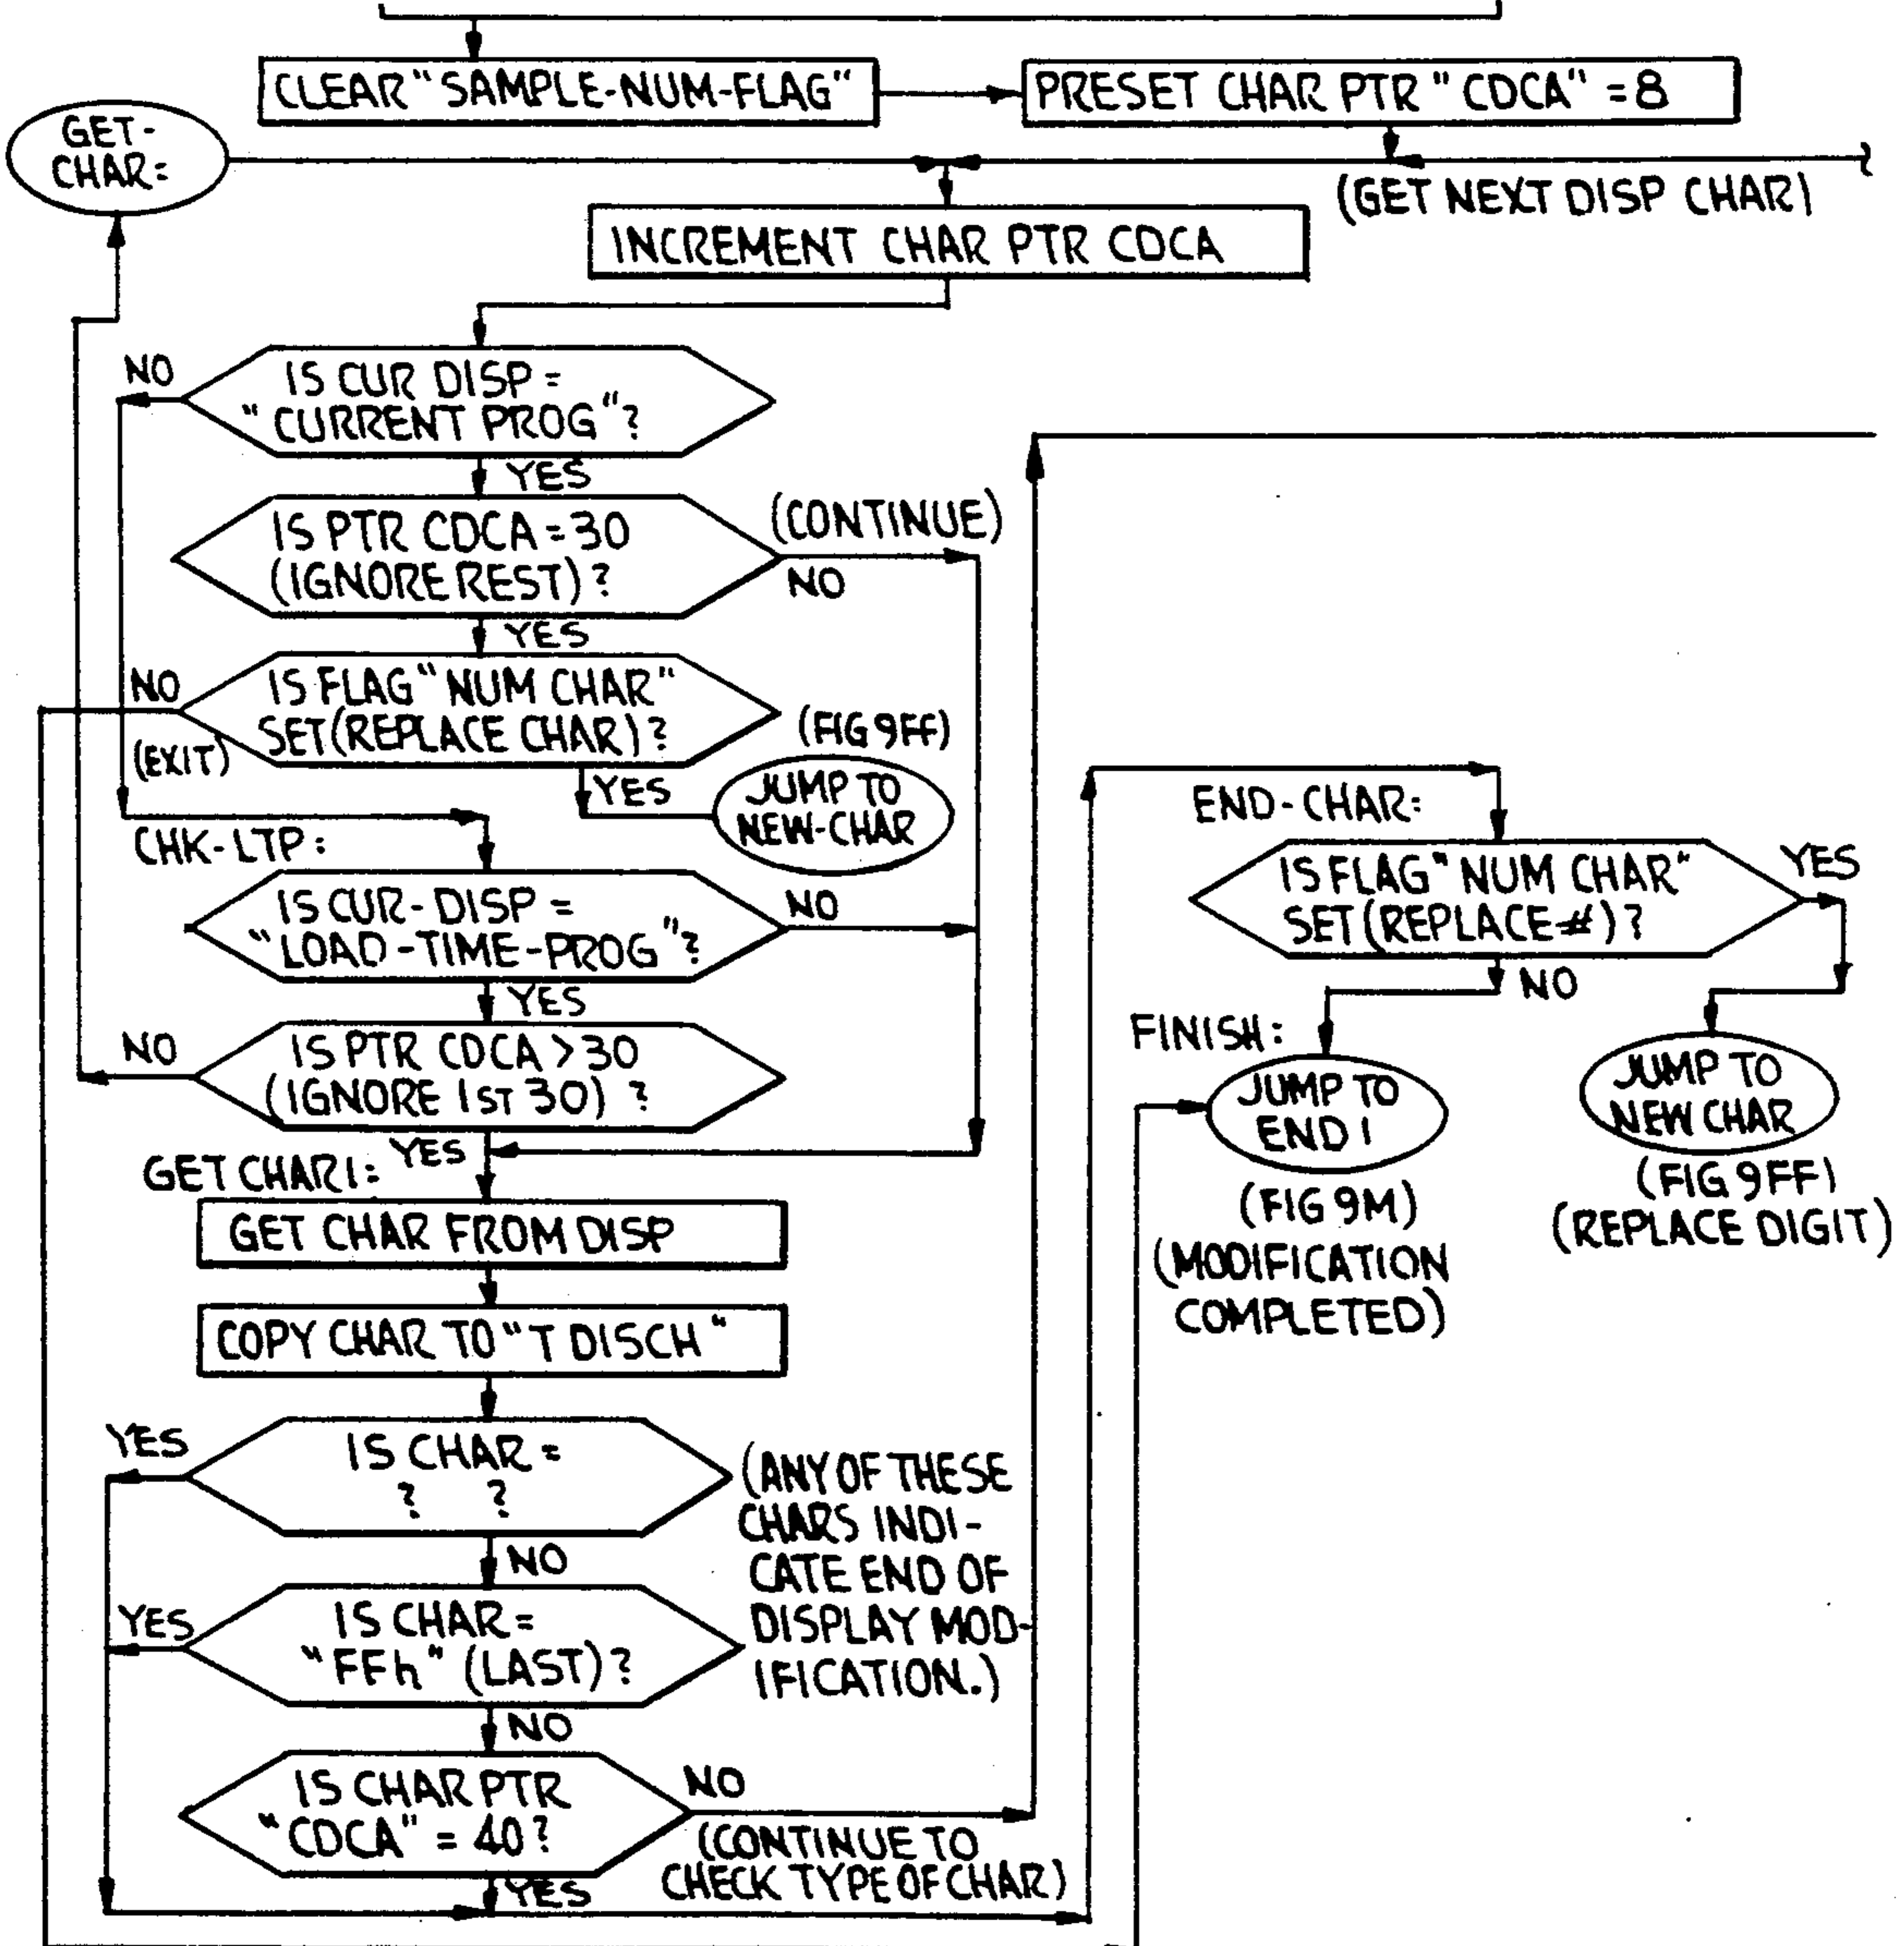 CLEAR "SAMPLE-NUM-FLAG"
PRESET CHAR PTR "CDCA" = 8
GET-
CHAR:
(GET NEXT DISP CHAR)
INCREMENT CHAR PTR CDCA
NO
IS CUR DISP =
"CURRENT PROG"?
YES
IS PTR CDCA = 30
(IGNORE REST)?
(CONTINUE)
NO
YES
NO
(EXIT)
IS FLAG "NUM CHAR"
SET (REPLACE CHAR)?
(FIG 9FF)
YES
JUMP TO
NEW-CHAR
CHK-LTP:
IS CUR-DISP =
"LOAD-TIME-PROG"?
NO
YES
NO
IS PTR CDCA > 30
(IGNORE 1ST 30) ?
YES
GET CHAR1:
GET CHAR FROM DISP
COPY CHAR TO "T DISCH"
YES
IS CHAR =
? ?
NO
(ANY OF THESE
CHARS INDI-
CATE END OF
DISPLAY MOD-
IFICATION.)
YES
IS CHAR =
"FFh" (LAST)?
NO
IS CHAR PTR
"CDCA" = 40?
NO
(CONTINUE TO
CHECK TYPE OF CHAR)
YES
END-CHAR:
IS FLAG "NUM CHAR"
SET (REPLACE #)?
YES
NO
FINISH:
JUMP TO
END 1
(FIG 9M)
(MODIFICATION
COMPLETED)
JUMP TO
NEW CHAR
(FIG 9FF)
(REPLACE DIGIT)